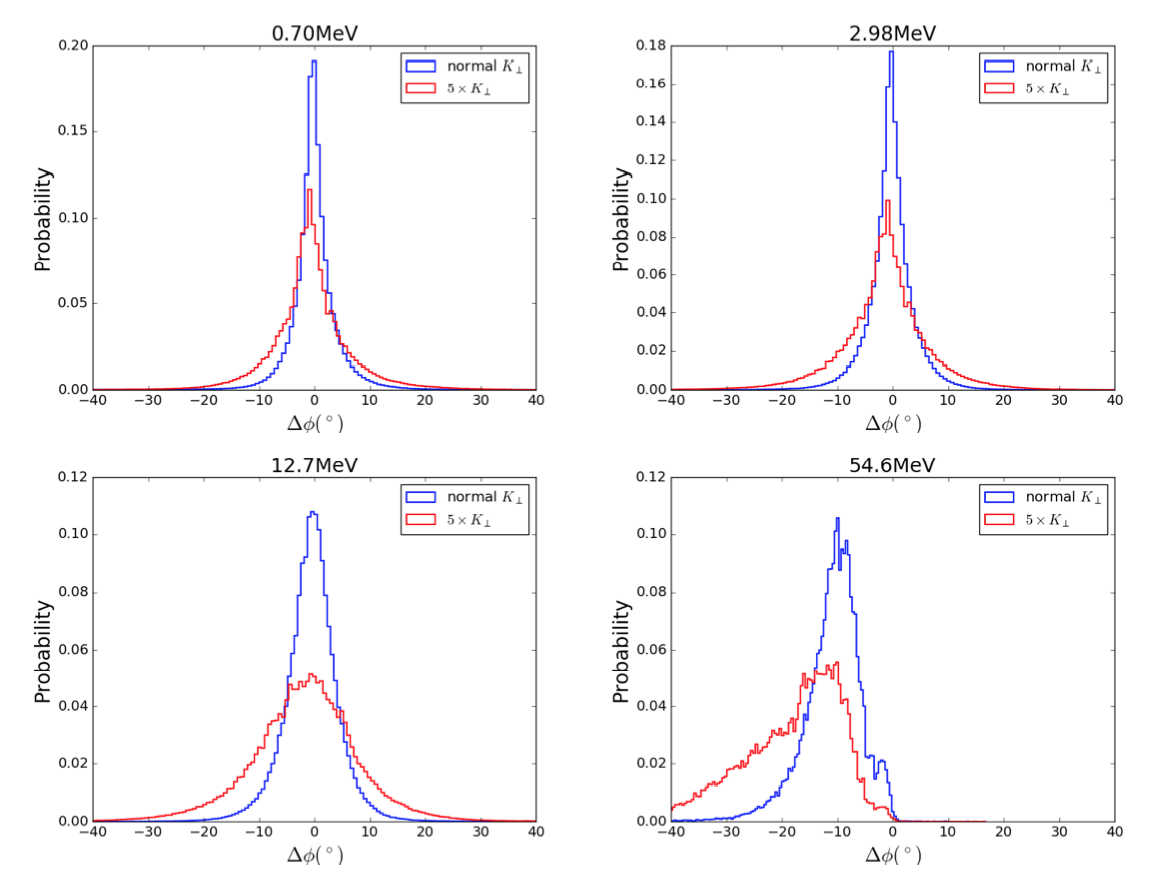 0.70MeV
0.20
0.15
0.10
0.05
0.00
Probability
normal K⊥
5 × K⊥
−40 −30 −20 −10 0 10 20 30 40
Δϕ(°)
2.98MeV
0.18
0.16
0.14
0.12
0.10
0.08
0.06
0.04
0.02
0.00
Probability
normal K⊥
5 × K⊥
−40 −30 −20 −10 0 10 20 30 40
Δϕ(°)
12.7MeV
0.12
0.10
0.08
0.06
0.04
0.02
0.00
Probability
normal K⊥
5 × K⊥
−40 −30 −20 −10 0 10 20 30 40
Δϕ(°)
54.6MeV
0.12
0.10
0.08
0.06
0.04
0.02
0.00
Probability
normal K⊥
5 × K⊥
−40 −30 −20 −10 0 10 20 30 40
Δϕ(°)